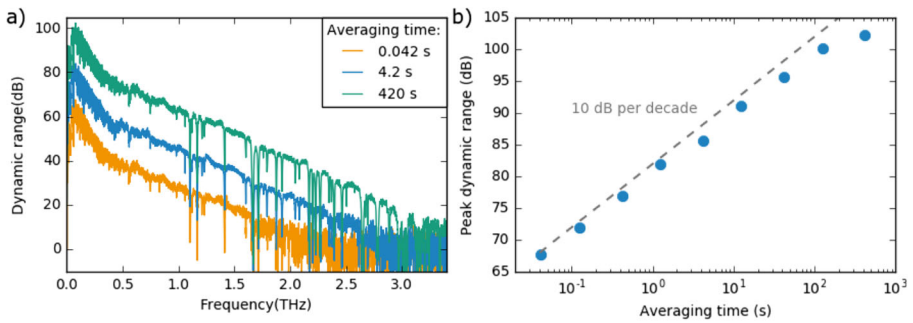 a)
Dynamic range(dB)
100
80
60
40
20
0
Averaging time:
0.042 s
4.2 s
420 s
0.0 0.5 1.0 1.5 2.0 2.5 3.0
Frequency(THz)
b)
Peak dynamic range (dB)
105
100
95
90
85
80
75
70
65
10 dB per decade
10⁻¹ 10⁰ 10¹ 10² 10³
Averaging time (s)